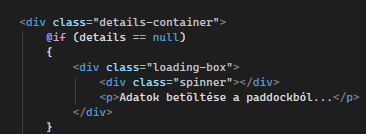 <div class="details-container">
@if (details == null)
{
<div class="loading-box">
<div class="spinner"></div>
<p>Adatok betöltése a paddockból...</p>
</div>
}